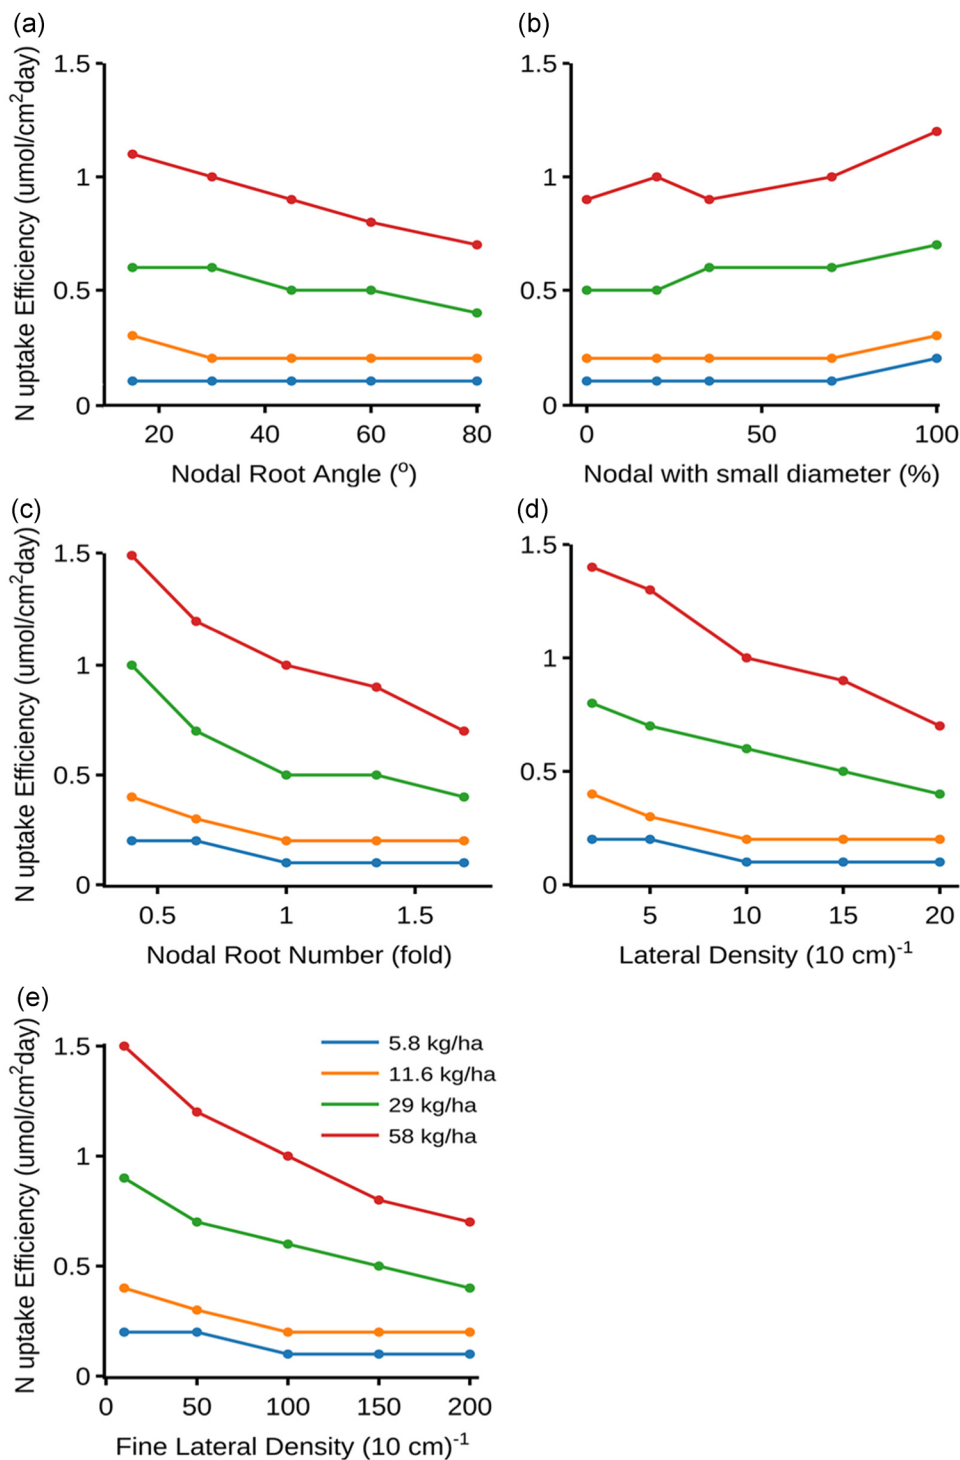 (a)
N uptake Efficiency (umol/cm²day)
1.5
1
0.5
0
20 40 60 80
Nodal Root Angle (o)
(b)
1.5
1
0.5
0
0 50 100
Nodal with small diameter (%)
(c)
N uptake Efficiency (umol/cm²day)
1.5
1
0.5
0
0.5 1 1.5
Nodal Root Number (fold)
(d)
1.5
1
0.5
0
5 10 15 20
Lateral Density (10 cm)⁻¹
(e)
N uptake Efficiency (umol/cm²day)
1.5
1
0.5
0
0 50 100 150 200
Fine Lateral Density (10 cm)⁻¹
5.8 kg/ha
11.6 kg/ha
29 kg/ha
58 kg/ha